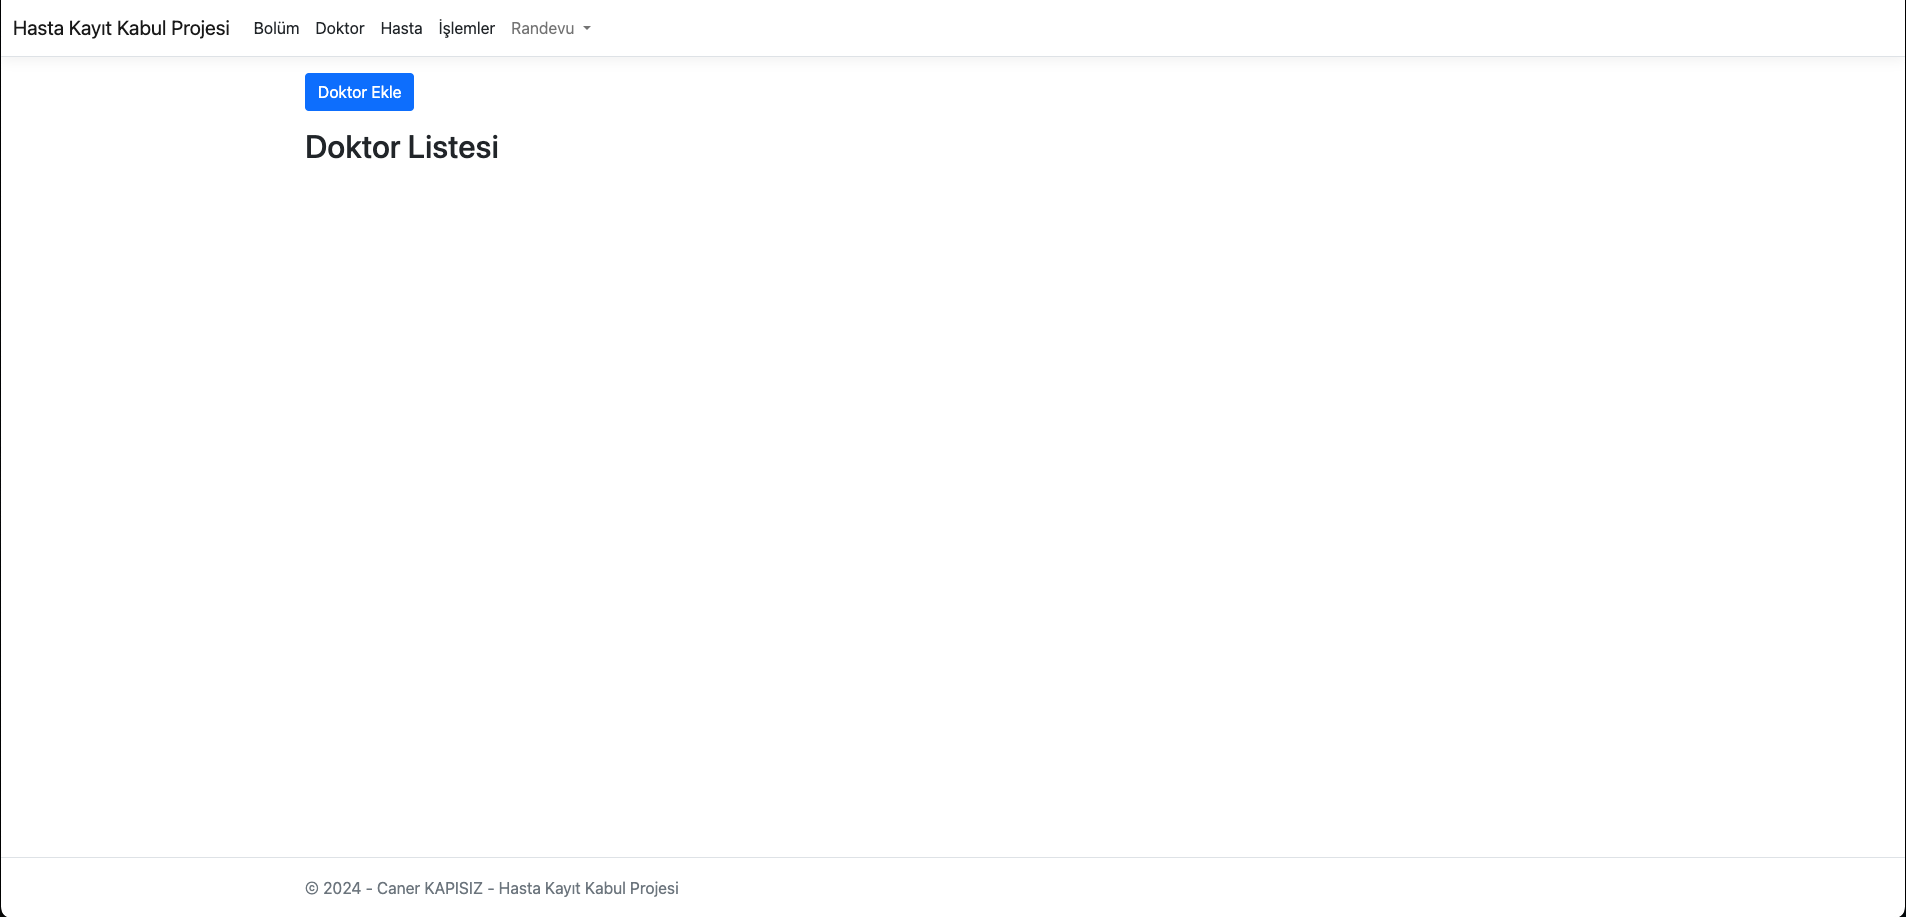 Hasta Kayıt Kabul Projesi Bolüm Doktor Hasta İşlemler Randevu
Doktor Ekle
Doktor Listesi
© 2024 - Caner KAPISIZ - Hasta Kayıt Kabul Projesi